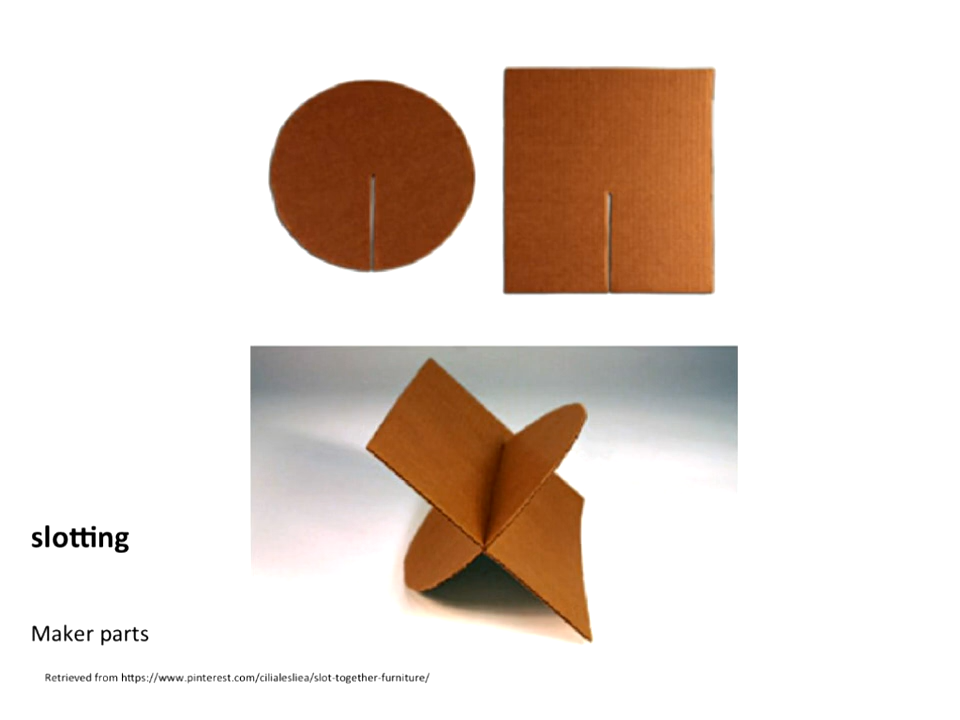 slotting
Maker parts
Retrieved from https://www.pinterest.com/cilialesliea/slot-together-furniture/